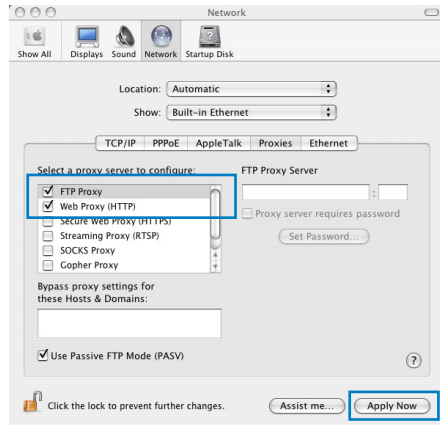 Network
Show All Displays Sound Network Startup Disk
Location: Automatic
Show: Built-in Ethernet
TCP/IP PPPoE AppleTalk Proxies Ethernet
Select a proxy server to configure: FTP Proxy Server
FTP Proxy :
Web Proxy (HTTP) Proxy server requires password
Secure Web Proxy (HTTPS)
Streaming Proxy (RTSP) Set Password...
SOCKS Proxy
Gopher Proxy
Bypass proxy settings for
these Hosts & Domains:
Use Passive FTP Mode (PASV) ?
Click the lock to prevent further changes. Assist me... Apply Now